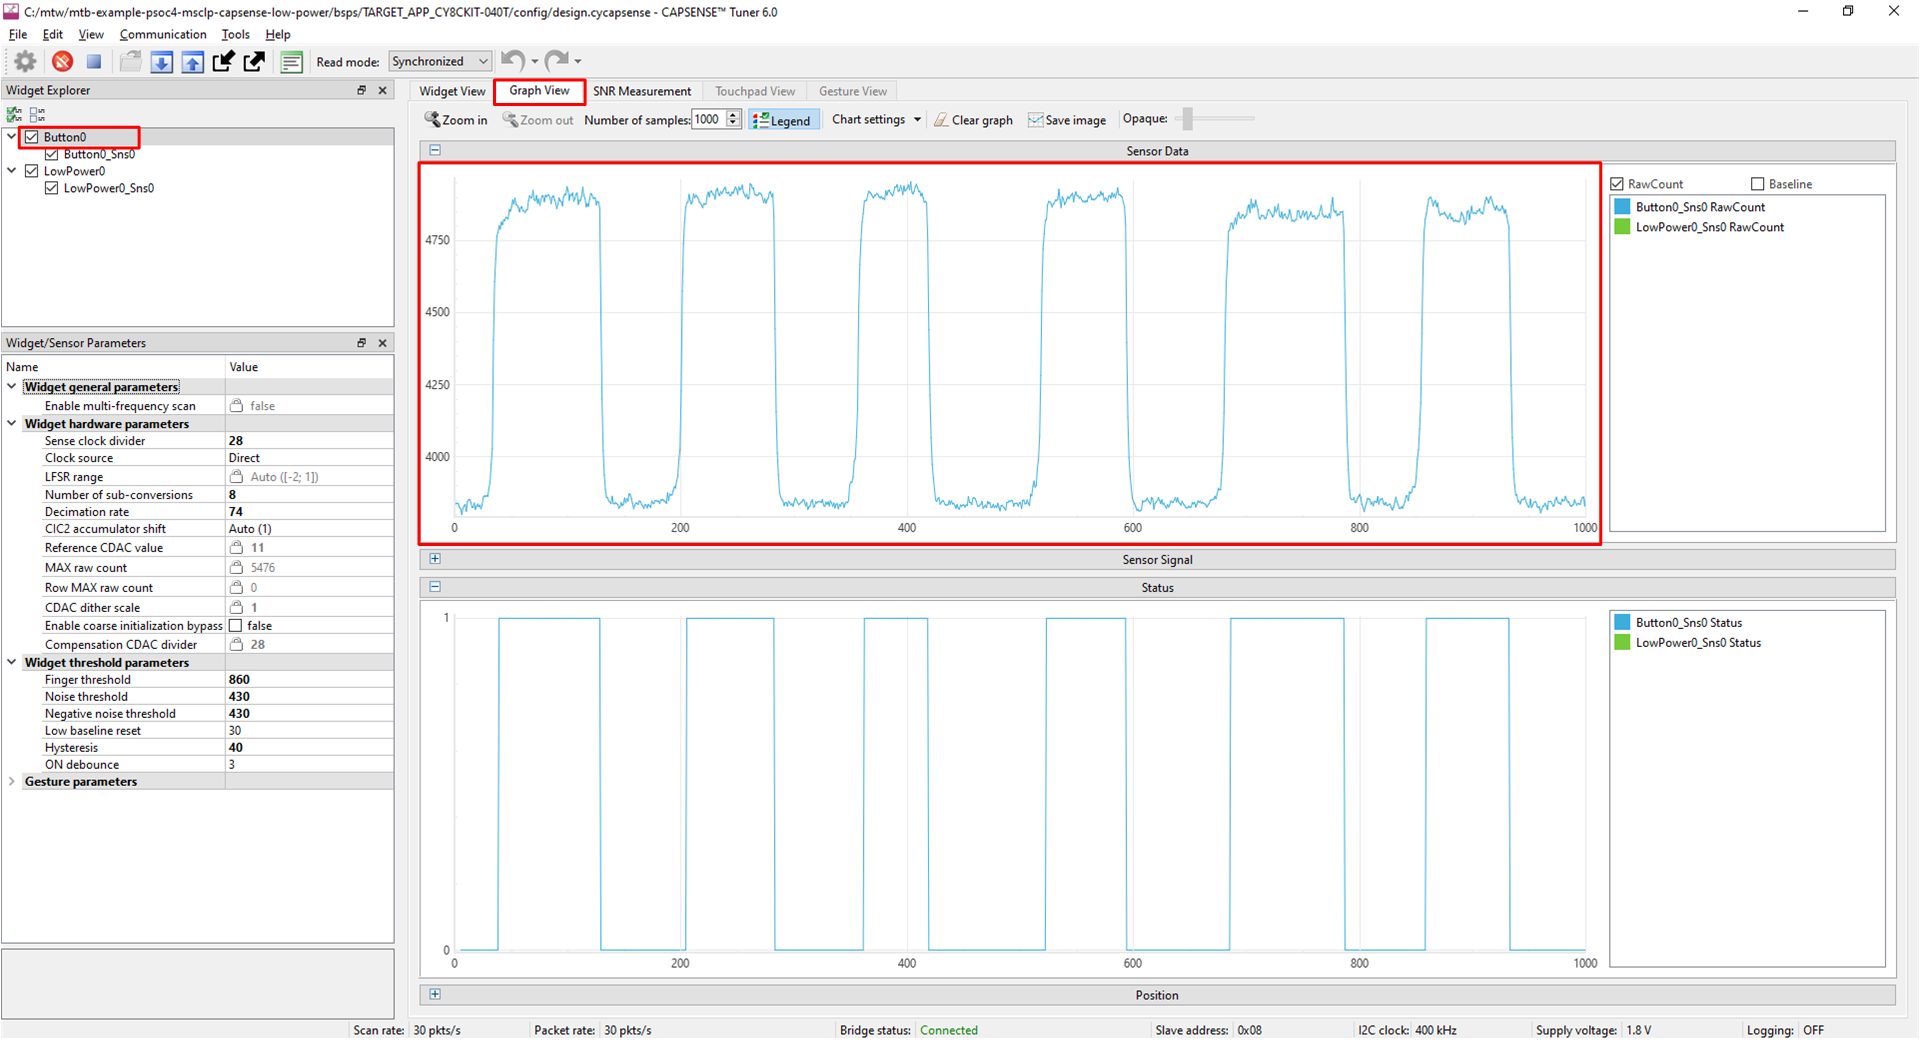 C:/mtw/mtb-example-psoc4-msclp-capsense-low-power/bsps/TARGET_APP_CY8CKIT-040T/config/design.cycapsense - CAPSENSE™ Tuner 6.0
File Edit View Communication Tools Help
Read mode: Synchronized
Widget Explorer
Button0
Button0_Sns0
LowPower0
LowPower0_Sns0
Widget/Sensor Parameters
Name Value
Widget general parameters
Enable multi-frequency scan false
Widget hardware parameters
Sense clock divider 28
Clock source Direct
LFSR range Auto ([-2; 1])
Number of sub-conversions 8
Decimation rate 74
CIC2 accumulator shift Auto (1)
Reference CDAC value 11
MAX raw count 5476
Row MAX raw count 0
CDAC dither scale 1
Enable coarse initialization bypass false
Compensation CDAC divider 28
Widget threshold parameters
Finger threshold 860
Noise threshold 430
Negative noise threshold 430
Low baseline reset 30
Hysteresis 40
ON debounce 3
Gesture parameters
Widget View Graph View SNR Measurement Touchpad View Gesture View
Zoom in Zoom out Number of samples: 1000 Legend Chart settings Clear graph Save image Opaque:
Sensor Data
4750
4500
4250
4000
0 200 400 600 800 1000
RawCount Baseline
Button0_Sns0 RawCount
LowPower0_Sns0 RawCount
Sensor Signal
Status
1
0
0 200 400 600 800 1000
Button0_Sns0 Status
LowPower0_Sns0 Status
Position
Scan rate: 30 pkts/s Packet rate: 30 pkts/s Bridge status: Connected Slave address: 0x08 I2C clock: 400 kHz Supply voltage: 1.8 V Logging: OFF